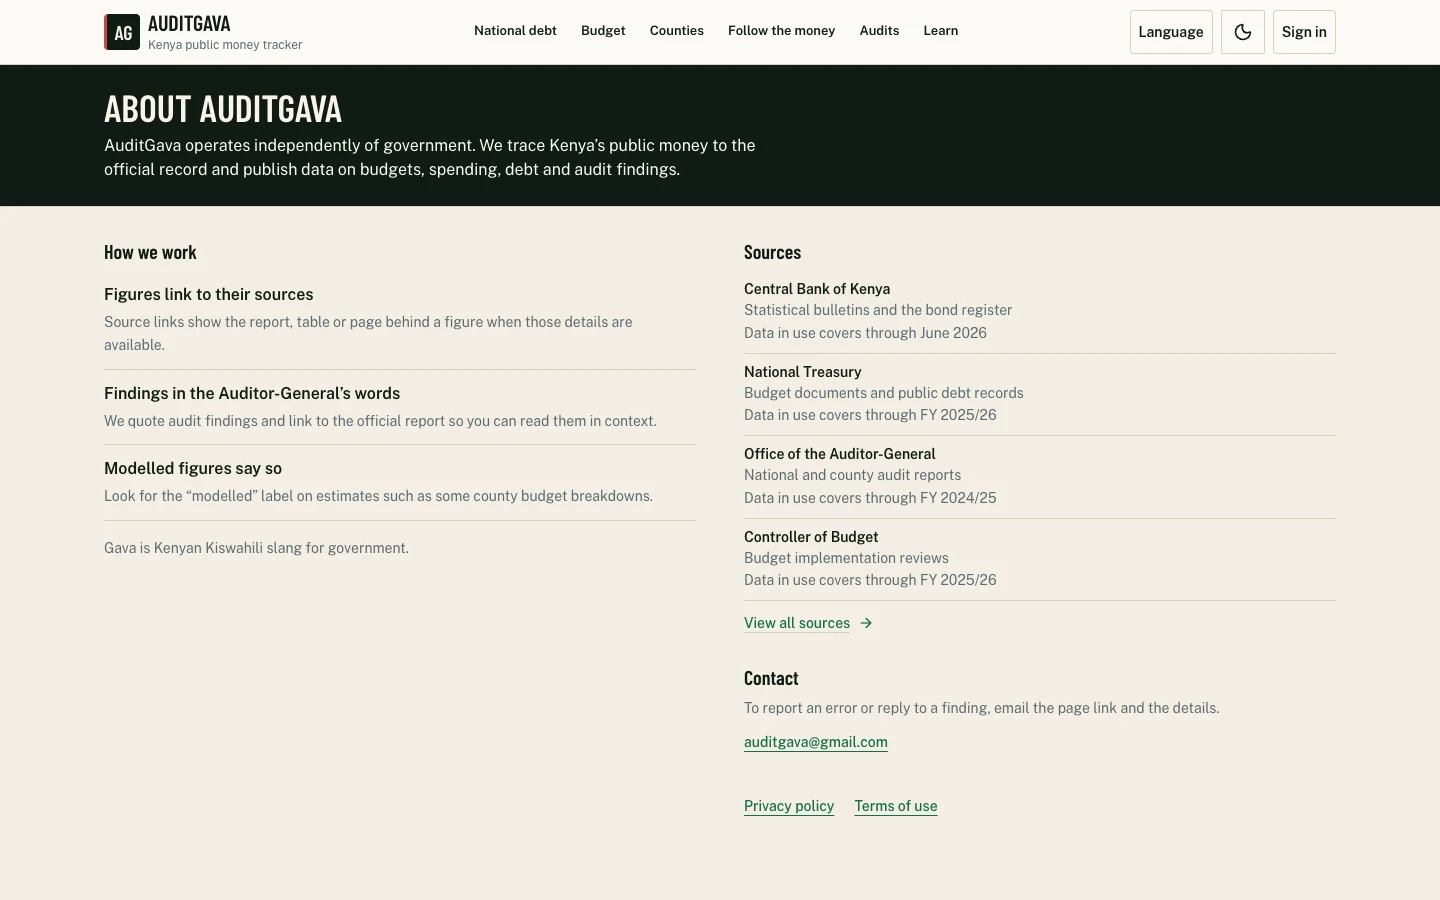 AG
AUDITGAVA
Kenya public money tracker
National debt
Budget
Counties
Follow the money
Audits
Learn
Language
Sign in
ABOUT AUDITGAVA
AuditGava operates independently of government. We trace Kenya’s public money to the
official record and publish data on budgets, spending, debt and audit findings.
How we work
Figures link to their sources
Source links show the report, table or page behind a figure when those details are
available.
Findings in the Auditor-General’s words
We quote audit findings and link to the official report so you can read them in context.
Modelled figures say so
Look for the “modelled” label on estimates such as some county budget breakdowns.
Gava is Kenyan Kiswahili slang for government.
Sources
Central Bank of Kenya
Statistical bulletins and the bond register
Data in use covers through June 2026
National Treasury
Budget documents and public debt records
Data in use covers through FY 2025/26
Office of the Auditor-General
National and county audit reports
Data in use covers through FY 2024/25
Controller of Budget
Budget implementation reviews
Data in use covers through FY 2025/26
View all sources →
Contact
To report an error or reply to a finding, email the page link and the details.
auditgava@gmail.com
Privacy policy
Terms of use